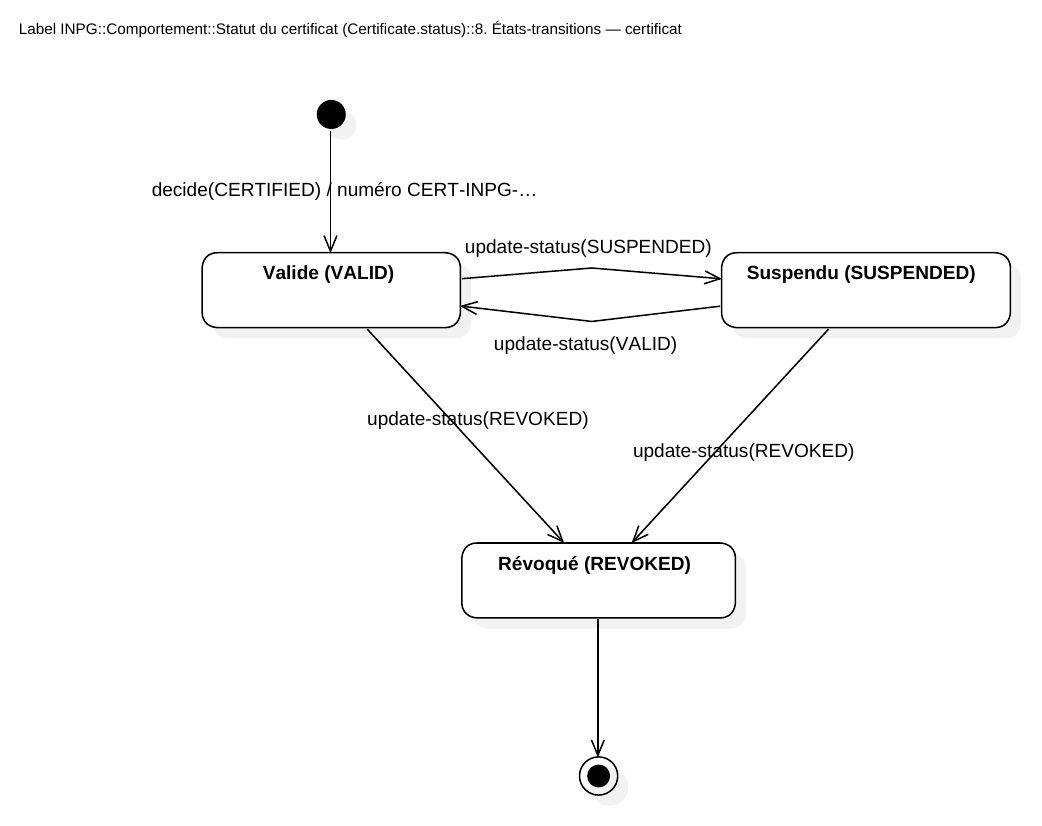 Label INPG::Comportement::Statut du certificat (Certificate.status)::8. États-transitions — certificat
decide(CERTIFIED) / numéro CERT-INPG-…
update-status(SUSPENDED)
Valide (VALID)
Suspendu (SUSPENDED)
update-status(VALID)
update-status(REVOKED)
update-status(REVOKED)
Révoqué (REVOKED)